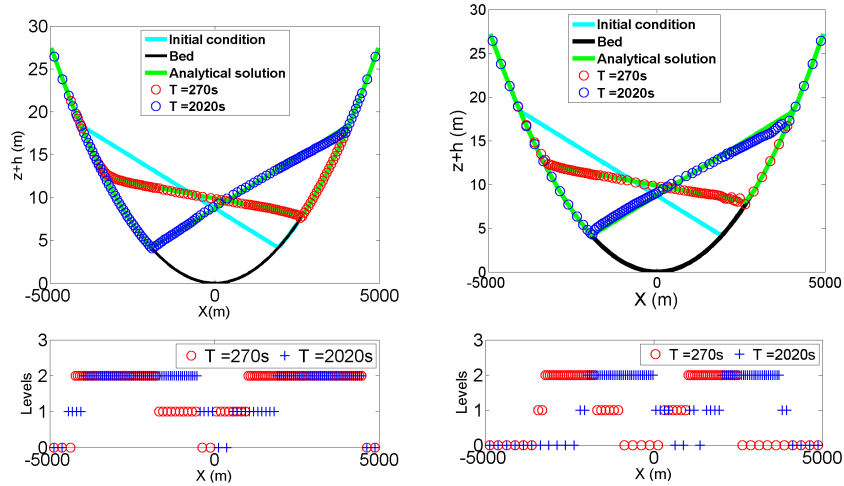 30
25
20
15
10
5
0
z+h (m)
Initial condition
Bed
Analytical solution
T =270s
T =2020s
-5000
0
5000
X(m)
30
25
20
15
10
5
0
z+h (m)
Initial condition
Bed
Analytical solution
T =270s
T =2020s
-5000
0
5000
X (m)
3
2
1
0
Levels
T =270s
T =2020s
-5000
0
5000
X (m)
3
2
1
0
Levels
T =270s
T =2020s
-5000
0
5000
X (m)